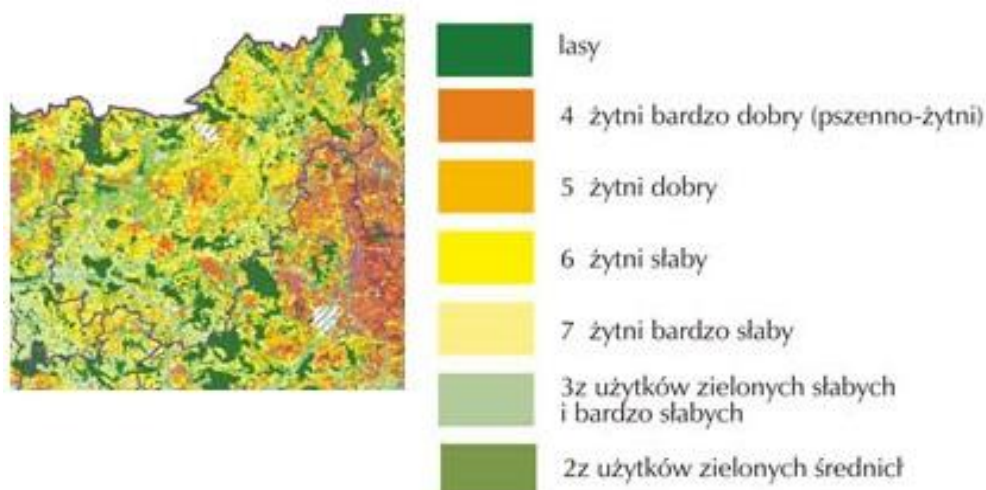 lasy
4 żytni bardzo dobry (pszenno-żytni)
5 żytni dobry
6 żytni słaby
7 żytni bardzo słaby
3z użytków zielonych słabych
i bardzo słabych
2z użytków zielonych średnich